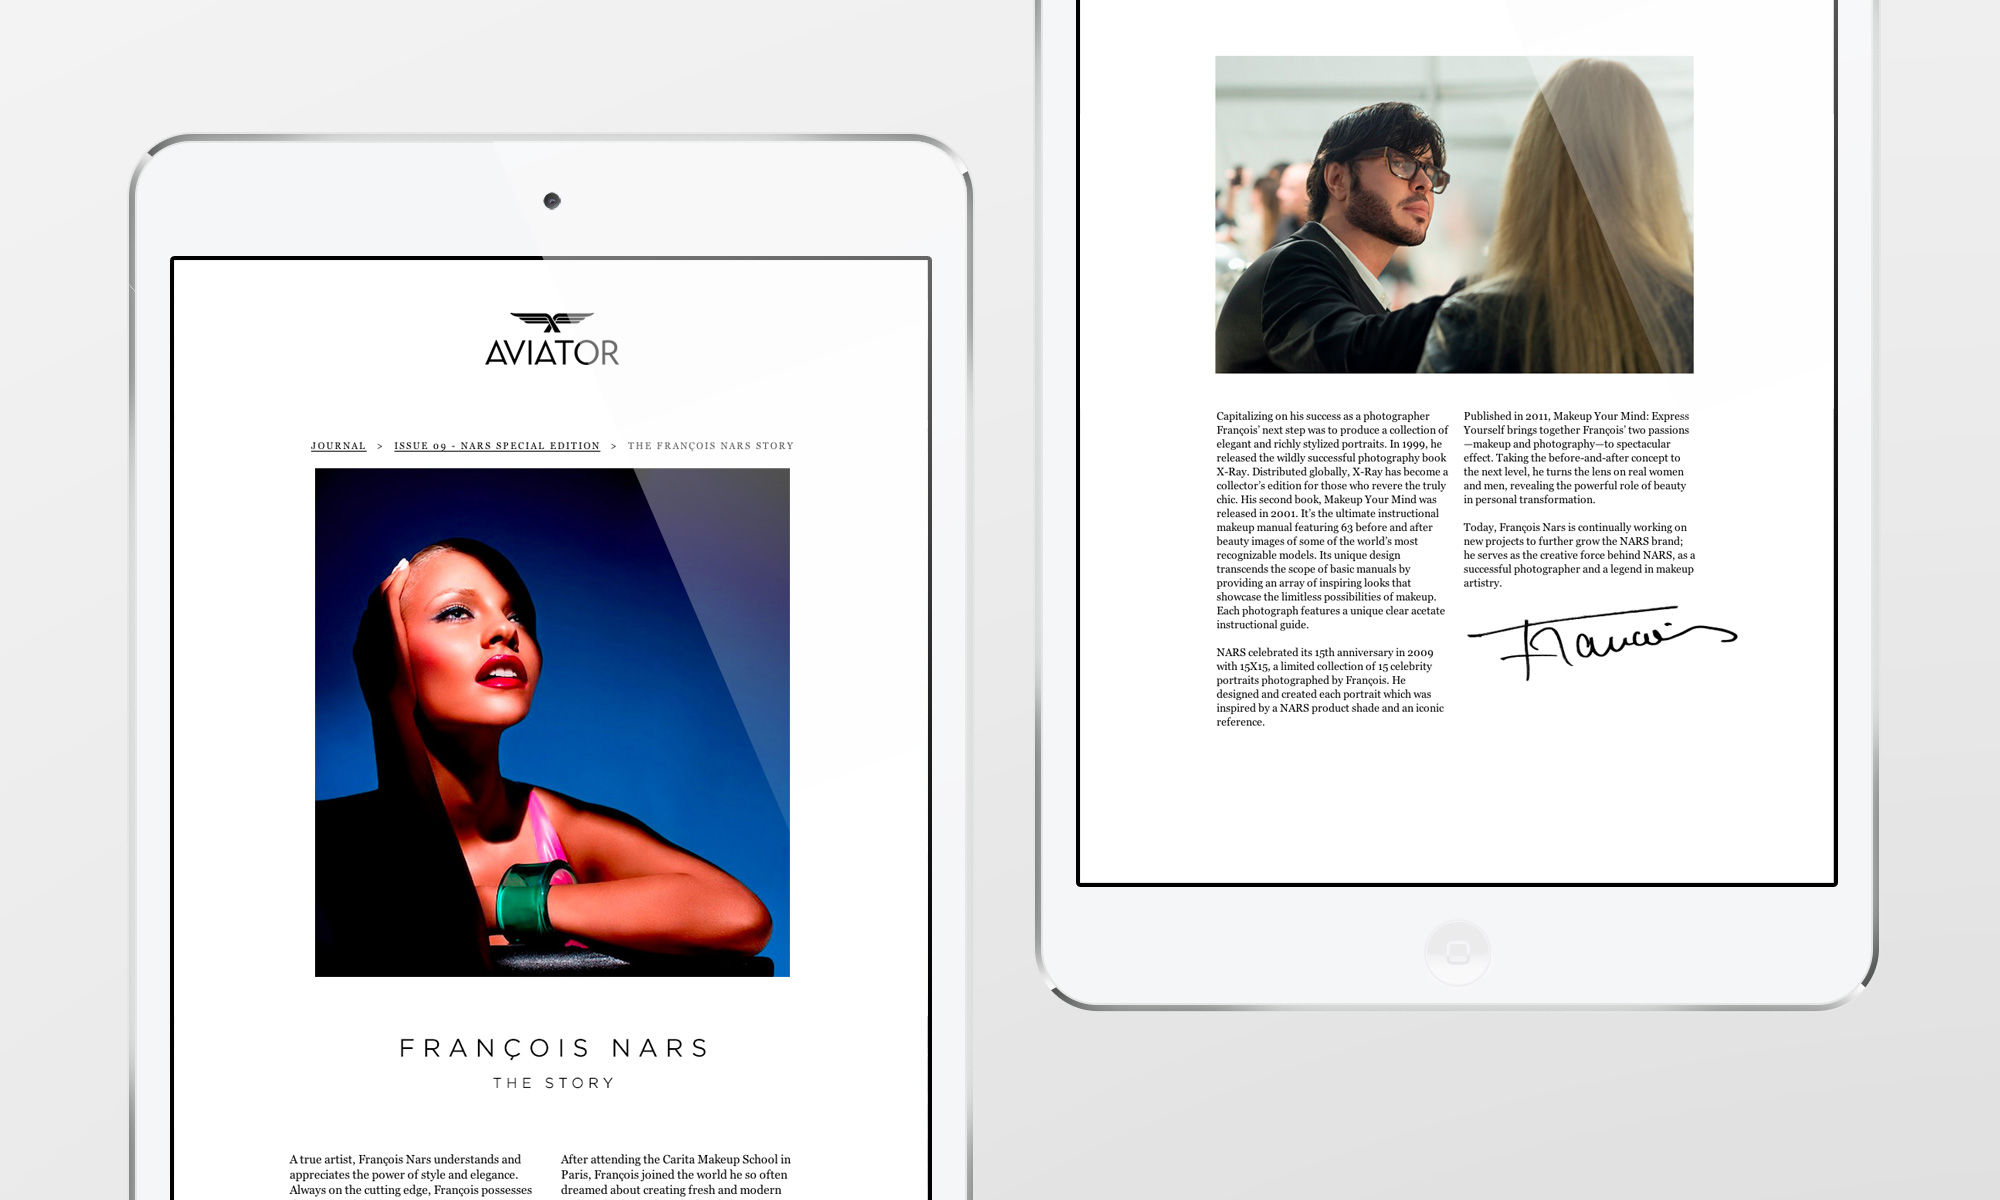 AVIATOR
JOURNAL > ISSUE 09 - NARS SPECIAL EDITION > THE FRANÇOIS NARS STORY
FRANÇOIS NARS
THE STORY
A true artist, François Nars understands and
appreciates the power of style and elegance.
Always on the cutting edge, François possesses
After attending the Carita Makeup School in
Paris, François joined the world he so often
dreamed about creating fresh and modern
Capitalizing on his success as a photographer
François' next step was to produce a collection of
elegant and richly stylized portraits. In 1999, he
released the wildly successful photography book
X-Ray. Distributed globally, X-Ray has become a
collector's edition for those who revere the truly
chic. His second book, Makeup Your Mind was
released in 2001. It's the ultimate instructional
makeup manual featuring 63 before and after
beauty images of some of the world's most
recognizable models. Its unique design
transcends the scope of basic manuals by
providing an array of inspiring looks that
showcase the limitless possibilities of makeup.
Each photograph features a unique clear acetate
instructional guide.
NARS celebrated its 15th anniversary in 2009
with 15X15, a limited collection of 15 celebrity
portraits photographed by François. He
designed and created each portrait which was
inspired by a NARS product shade and an iconic
reference.
Published in 2011, Makeup Your Mind: Express
Yourself brings together François' two passions
—makeup and photography—to spectacular
effect. Taking the before-and-after concept to
the next level, he turns the lens on real women
and men, revealing the powerful role of beauty
in personal transformation.
Today, François Nars is continually working on
new projects to further grow the NARS brand;
he serves as the creative force behind NARS, as a
successful photographer and a legend in makeup
artistry.
Francois